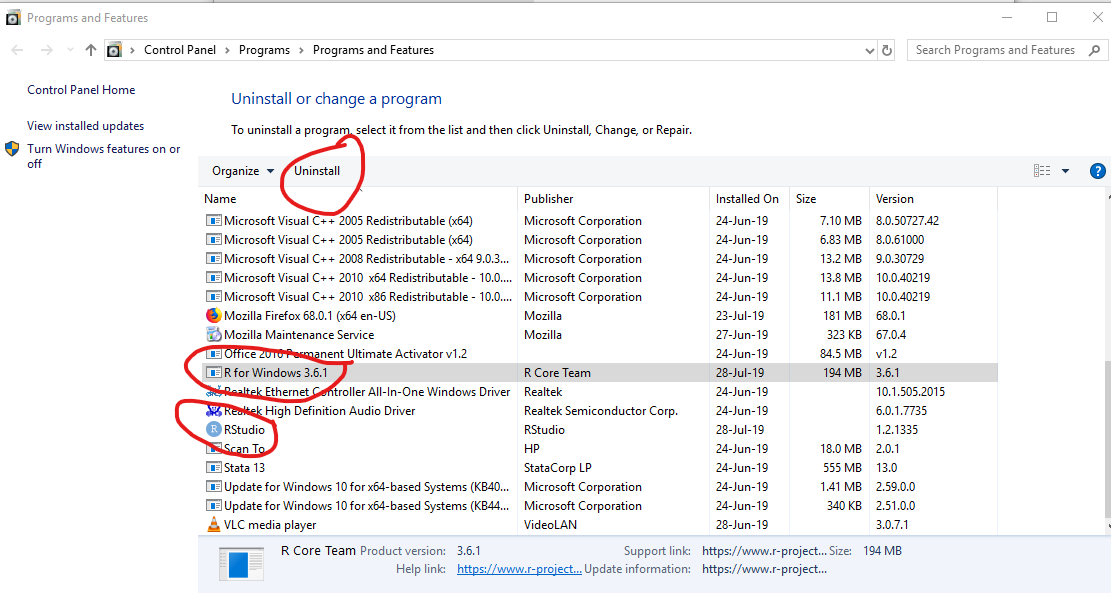 Programs and Features
Control Panel > Programs > Programs and Features
Search Programs and Features
Control Panel Home
View installed updates
Turn Windows features on or
off
Uninstall or change a program
To uninstall a program, select it from the list and then click Uninstall, Change, or Repair.
Organize Uninstall
Name Publisher Installed On Size Version
Microsoft Visual C++ 2005 Redistributable (x64) Microsoft Corporation 24-Jun-19 7.10 MB 8.0.50727.42
Microsoft Visual C++ 2005 Redistributable (x64) Microsoft Corporation 24-Jun-19 6.83 MB 8.0.61000
Microsoft Visual C++ 2008 Redistributable - x64 9.0.3... Microsoft Corporation 24-Jun-19 13.2 MB 9.0.30729
Microsoft Visual C++ 2010 x64 Redistributable - 10.0.... Microsoft Corporation 24-Jun-19 13.8 MB 10.0.40219
Microsoft Visual C++ 2010 x86 Redistributable - 10.0.... Microsoft Corporation 24-Jun-19 11.1 MB 10.0.40219
Mozilla Firefox 68.0.1 (x64 en-US) Mozilla 23-Jul-19 181 MB 68.0.1
Mozilla Maintenance Service Mozilla 27-Jun-19 323 KB 67.0.4
Office 2016 Permanent Ultimate Activator v1.2 24-Jun-19 84.5 MB v1.2
R for Windows 3.6.1 R Core Team 28-Jul-19 194 MB 3.6.1
Realtek Ethernet Controller All-In-One Windows Driver Realtek 24-Jun-19 10.1.505.2015
Realtek High Definition Audio Driver Realtek Semiconductor Corp. 24-Jun-19 6.0.1.7735
RStudio RStudio 28-Jul-19 1.2.1335
Scan To HP 24-Jun-19 18.0 MB 2.0.1
Stata 13 StataCorp LP 24-Jun-19 555 MB 13.0
Update for Windows 10 for x64-based Systems (KB40... Microsoft Corporation 24-Jun-19 1.41 MB 2.59.0.0
Update for Windows 10 for x64-based Systems (KB44... Microsoft Corporation 24-Jun-19 340 KB 2.51.0.0
VLC media player VideoLAN 28-Jun-19 3.0.7.1
R Core Team Product version: 3.6.1 Support link: https://www.r-project... Size: 194 MB
Help link: https://www.r-project... Update information: https://www.r-project...